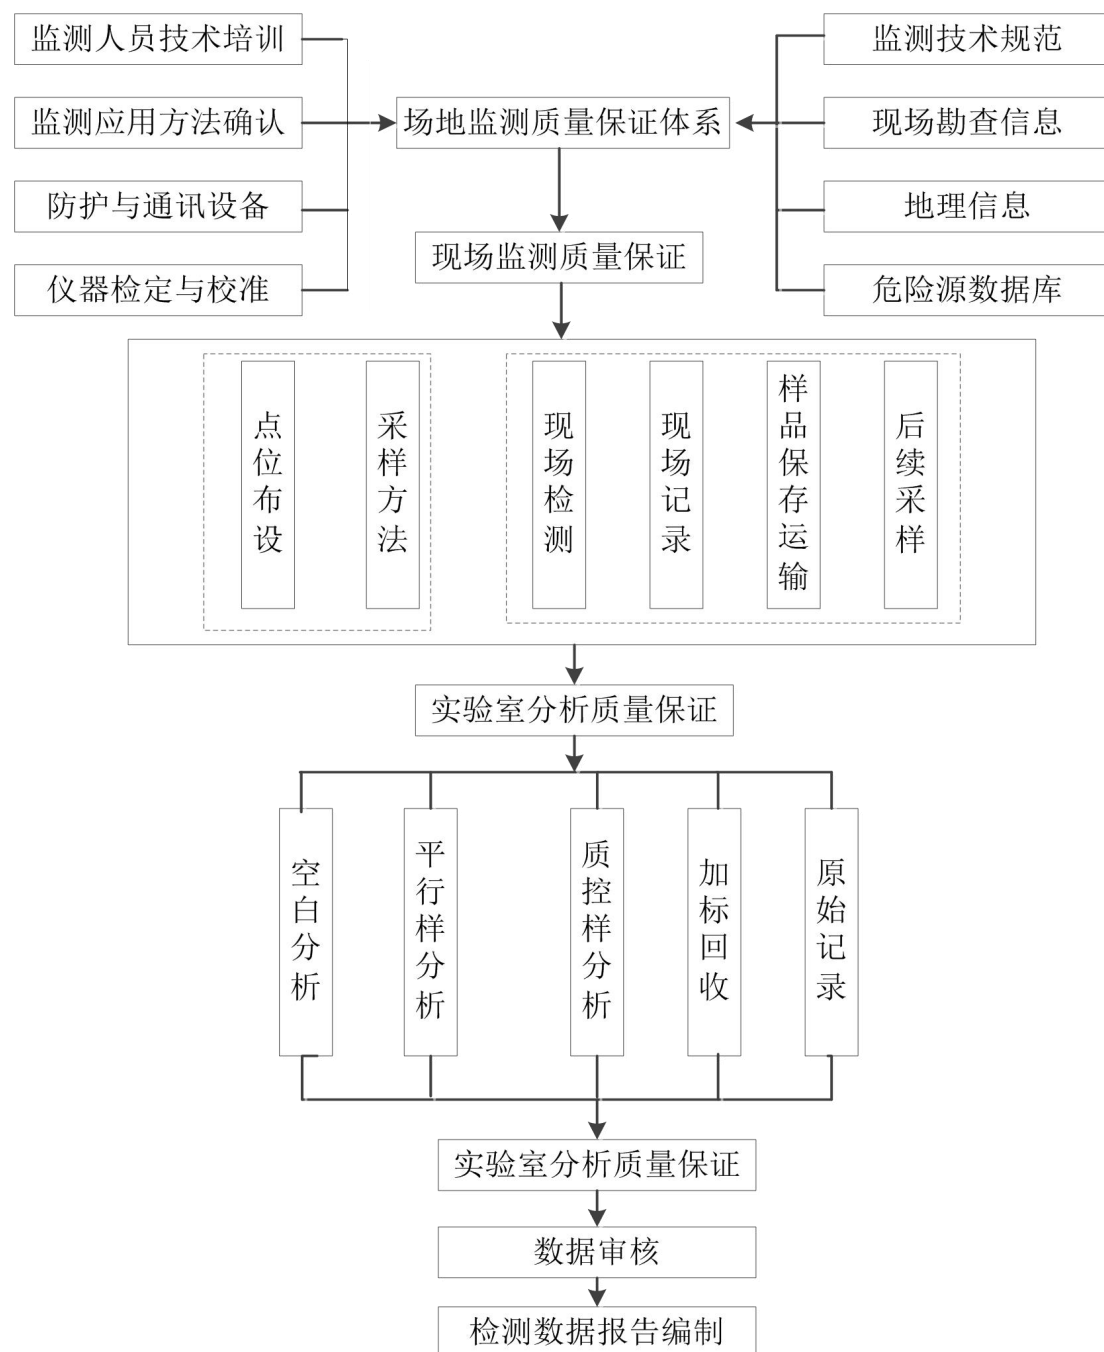 监测人员技术培训
监测技术规范
监测应用方法确认
场地监测质量保证体系
现场勘查信息
防护与通讯设备
地理信息
现场监测质量保证
仪器检定与校准
危险源数据库
点位布设
采样方法
现场检测
现场记录
样品保存运输
后续采样
实验室分析质量保证
空白分析
平行样分析
质控样分析
加标回收
原始记录
实验室分析质量保证
数据审核
检测数据报告编制